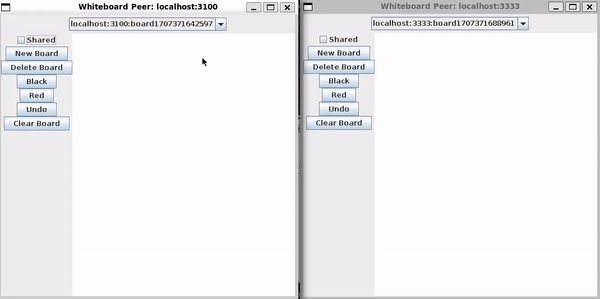 Whiteboard Peer: localhost:3100
localhost:3100:board1707371642597
Shared
New Board
Delete Board
Black
Red
Undo
Clear Board
Whiteboard Peer: localhost:3333
localhost:3333:board1707371688961
Shared
New Board
Delete Board
Black
Red
Undo
Clear Board